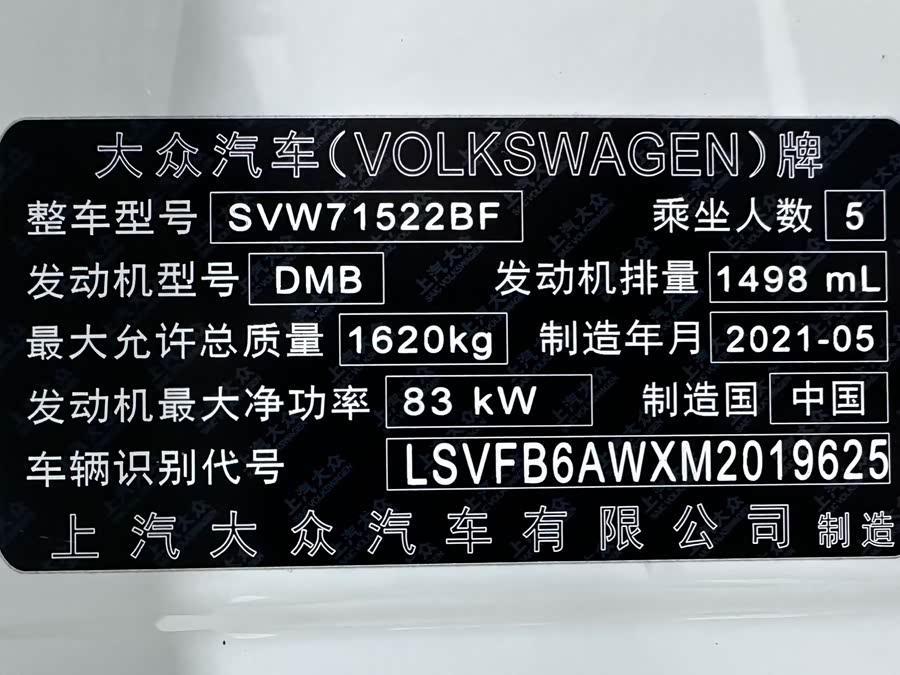 大众汽车(VOLKSWAGEN)牌
整车型号 SVW71522BF 乘坐人数 5
发动机型号 DMB 发动机排量 1498 mL
最大允许总质量 1620kg 制造年月 2021-05
发动机最大净功率 83 kW 制造国 中国
车辆识别代号 LSVFB6AWXM2019625
上汽大众汽车有限公司 制造